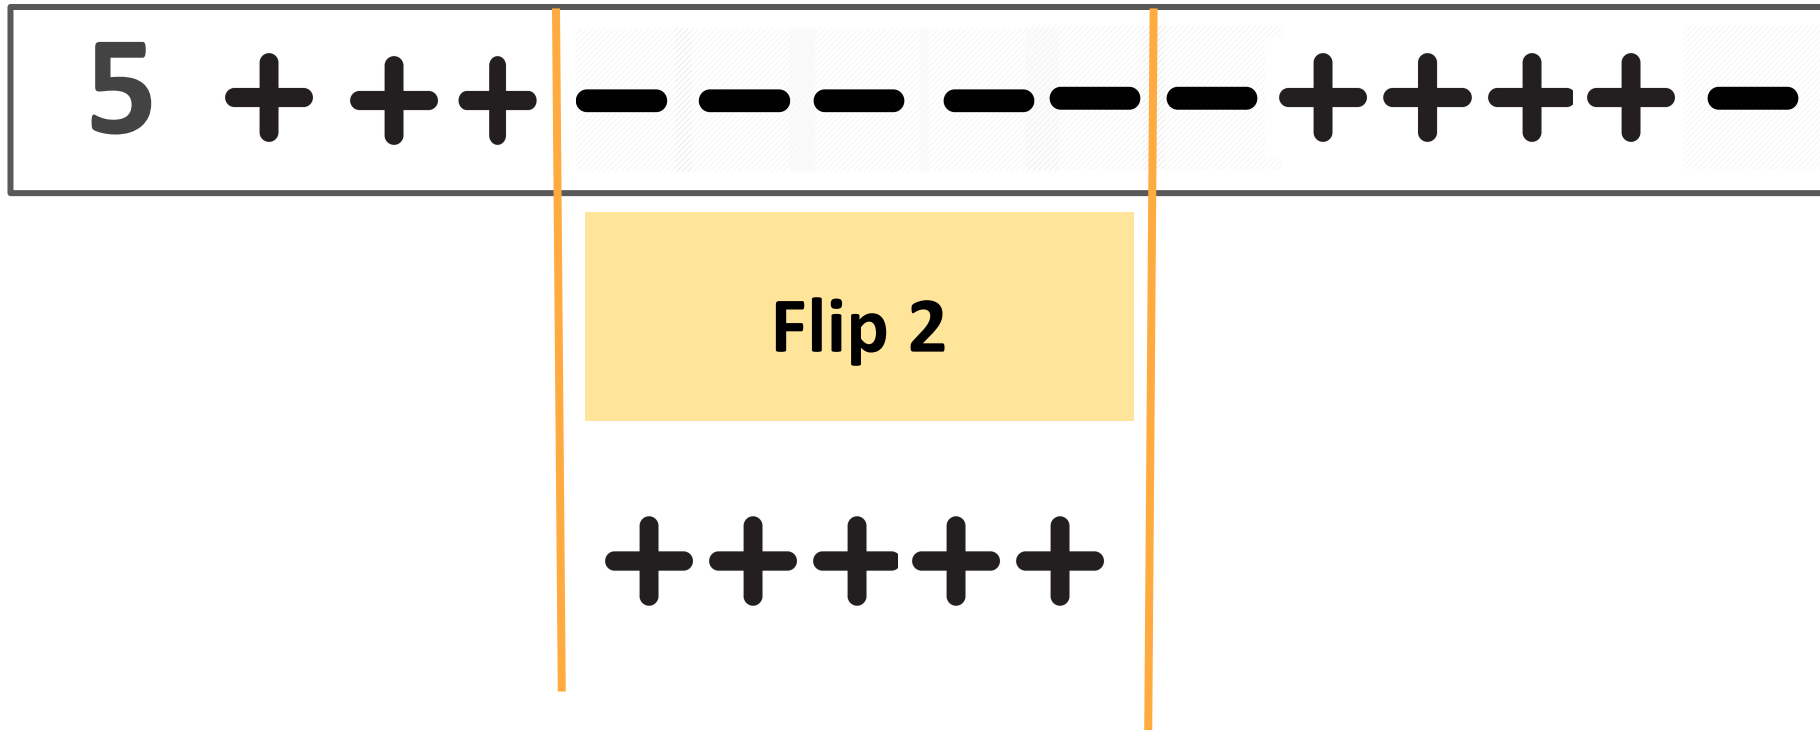 5 + + + - - - - - - + + + + -
Flip 2
+ + + + +